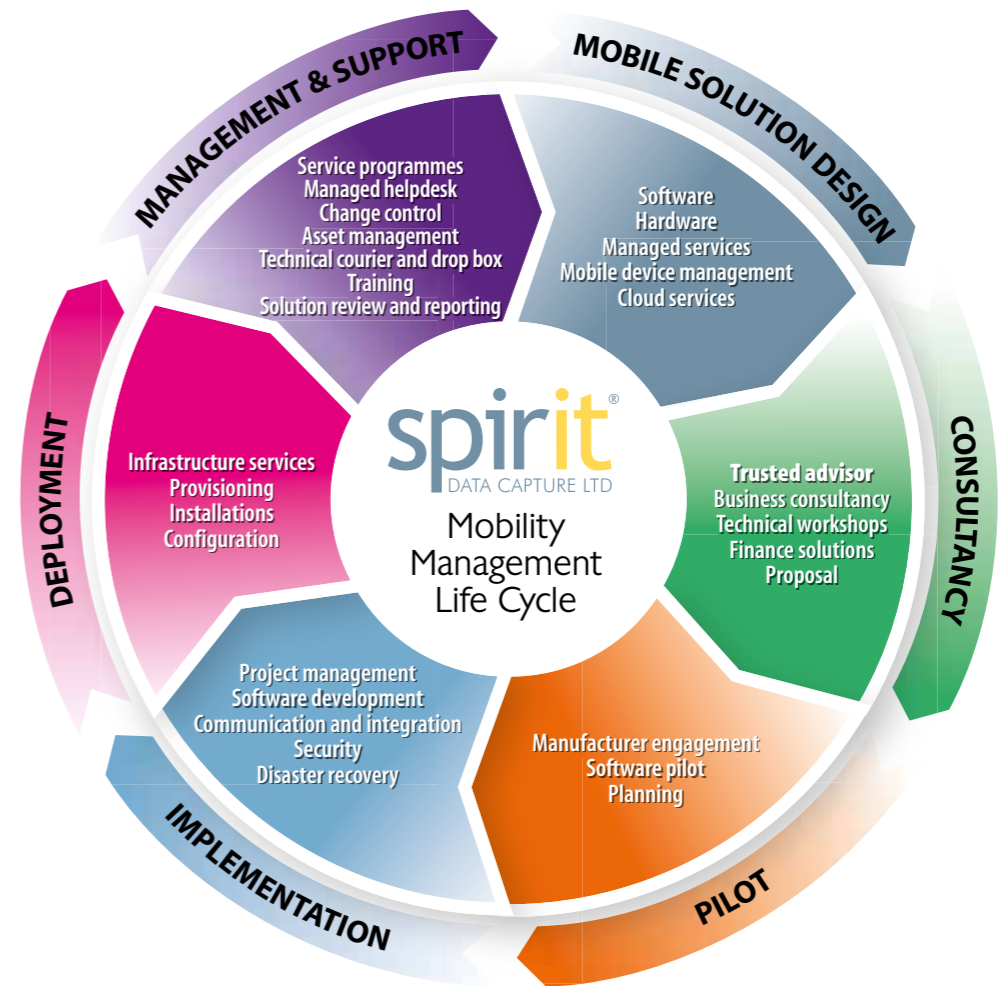 MANAGEMENT & SUPPORT
Service programmes
Managed helpdesk
Change control
Asset management
Technical courier and drop box
Training
Solution review and reporting
MOBILE SOLUTION DESIGN
Software
Hardware
Managed services
Mobile device management
Cloud services
CONSULTANCY
Trusted advisor
Business consultancy
Technical workshops
Finance solutions
Proposal
PILOT
Manufacturer engagement
Software pilot
Planning
IMPLEMENTATION
Project management
Software development
Communication and integration
Security
Disaster recovery
DEPLOYMENT
Infrastructure services
Provisioning
Installations
Configuration
spirit®
DATA CAPTURE LTD
Mobility
Management
Life Cycle